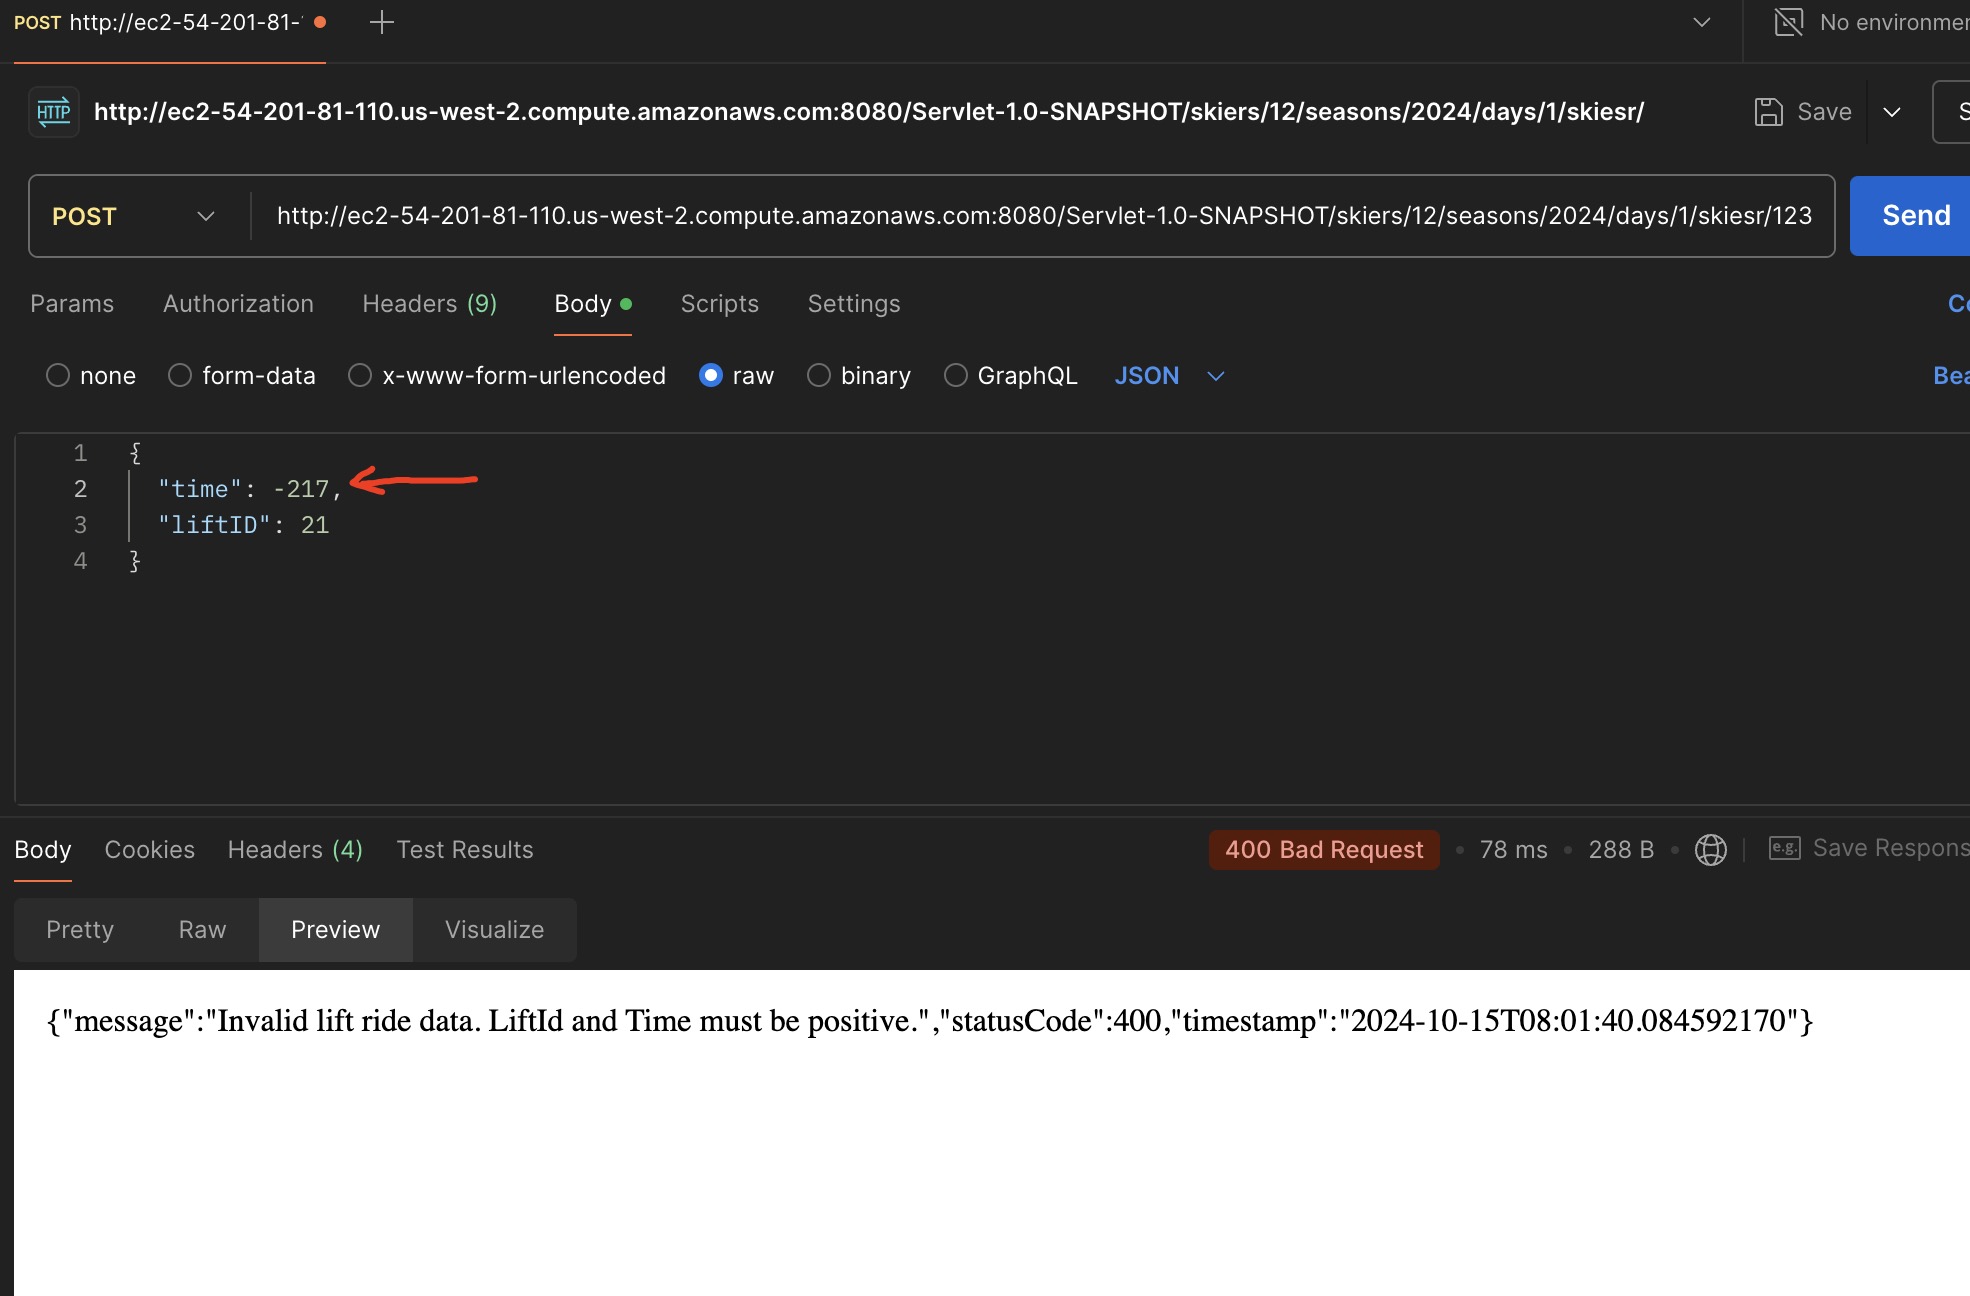 POST http://ec2-54-201-81-
No environmen
HTTP http://ec2-54-201-81-110.us-west-2.compute.amazonaws.com:8080/Servlet-1.0-SNAPSHOT/skiers/12/seasons/2024/days/1/skiesr/ Save
POST http://ec2-54-201-81-110.us-west-2.compute.amazonaws.com:8080/Servlet-1.0-SNAPSHOT/skiers/12/seasons/2024/days/1/skiesr/123 Send
Params Authorization Headers (9) Body Scripts Settings
none form-data x-www-form-urlencoded raw binary GraphQL JSON Bea
1 {
2 "time": -217,
3 "liftID": 21
4 }
Body Cookies Headers (4) Test Results 400 Bad Request • 78 ms • 288 B • e.g. Save Respons
Pretty Raw Preview Visualize
{"message":"Invalid lift ride data. LiftId and Time must be positive.","statusCode":400,"timestamp":"2024-10-15T08:01:40.084592170"}